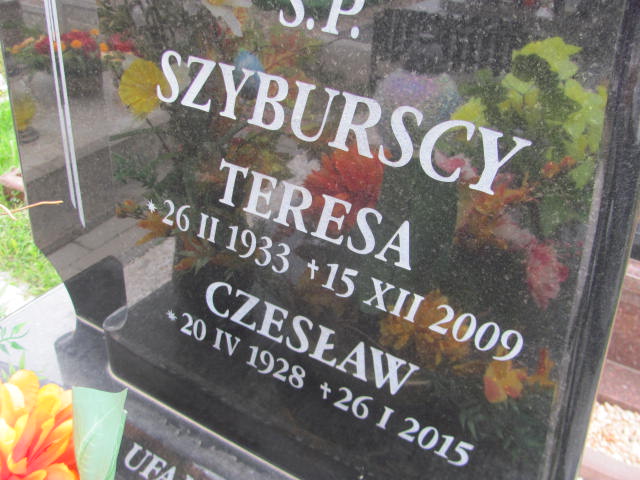 Ś.P.
SZYBURSCY
TERESA
*26 II 1933 +15 XII 2009
CZESŁAW
*20 IV 1928 +26 I 2015